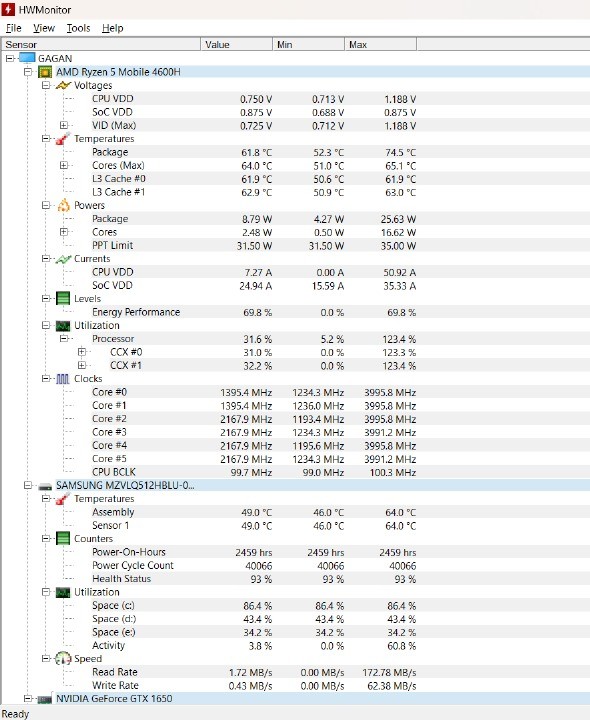 HWMonitor
File View Tools Help
Sensor Value Min Max
GAGAN
AMD Ryzen 5 Mobile 4600H
Voltages
CPU VDD 0.750 V 0.713 V 1.188 V
SoC VDD 0.875 V 0.688 V 0.875 V
VID (Max) 0.725 V 0.712 V 1.188 V
Temperatures
Package 61.8 °C 52.3 °C 74.5 °C
Cores (Max) 64.0 °C 51.0 °C 65.1 °C
L3 Cache #0 61.9 °C 50.6 °C 61.9 °C
L3 Cache #1 62.9 °C 50.9 °C 63.0 °C
Powers
Package 8.79 W 4.27 W 25.63 W
Cores 2.48 W 0.50 W 16.62 W
PPT Limit 31.50 W 31.50 W 35.00 W
Currents
CPU VDD 7.27 A 0.00 A 50.92 A
SoC VDD 24.94 A 15.59 A 35.33 A
Levels
Energy Performance 69.8 % 0.0 % 69.8 %
Utilization
Processor 31.6 % 5.2 % 123.4 %
CCX #0 31.0 % 0.0 % 123.3 %
CCX #1 32.2 % 0.0 % 123.4 %
Clocks
Core #0 1395.4 MHz 1234.3 MHz 3995.8 MHz
Core #1 1395.4 MHz 1236.0 MHz 3995.8 MHz
Core #2 2167.9 MHz 1193.4 MHz 3995.8 MHz
Core #3 2167.9 MHz 1234.3 MHz 3991.2 MHz
Core #4 2167.9 MHz 1195.6 MHz 3995.8 MHz
Core #5 2167.9 MHz 1234.3 MHz 3991.2 MHz
CPU BCLK 99.7 MHz 99.0 MHz 100.3 MHz
SAMSUNG MZVLQ512HBLU-0...
Temperatures
Assembly 49.0 °C 46.0 °C 64.0 °C
Sensor 1 49.0 °C 46.0 °C 64.0 °C
Counters
Power-On-Hours 2459 hrs 2459 hrs 2459 hrs
Power Cycle Count 40066 40066 40066
Health Status 93 % 93 % 93 %
Utilization
Space (c:) 86.4 % 86.4 % 86.4 %
Space (d:) 43.4 % 43.4 % 43.4 %
Space (e:) 34.2 % 34.2 % 34.2 %
Activity 3.8 % 0.0 % 60.8 %
Speed
Read Rate 1.72 MB/s 0.00 MB/s 172.78 MB/s
Write Rate 0.43 MB/s 0.00 MB/s 62.38 MB/s
NVIDIA GeForce GTX 1650
Ready